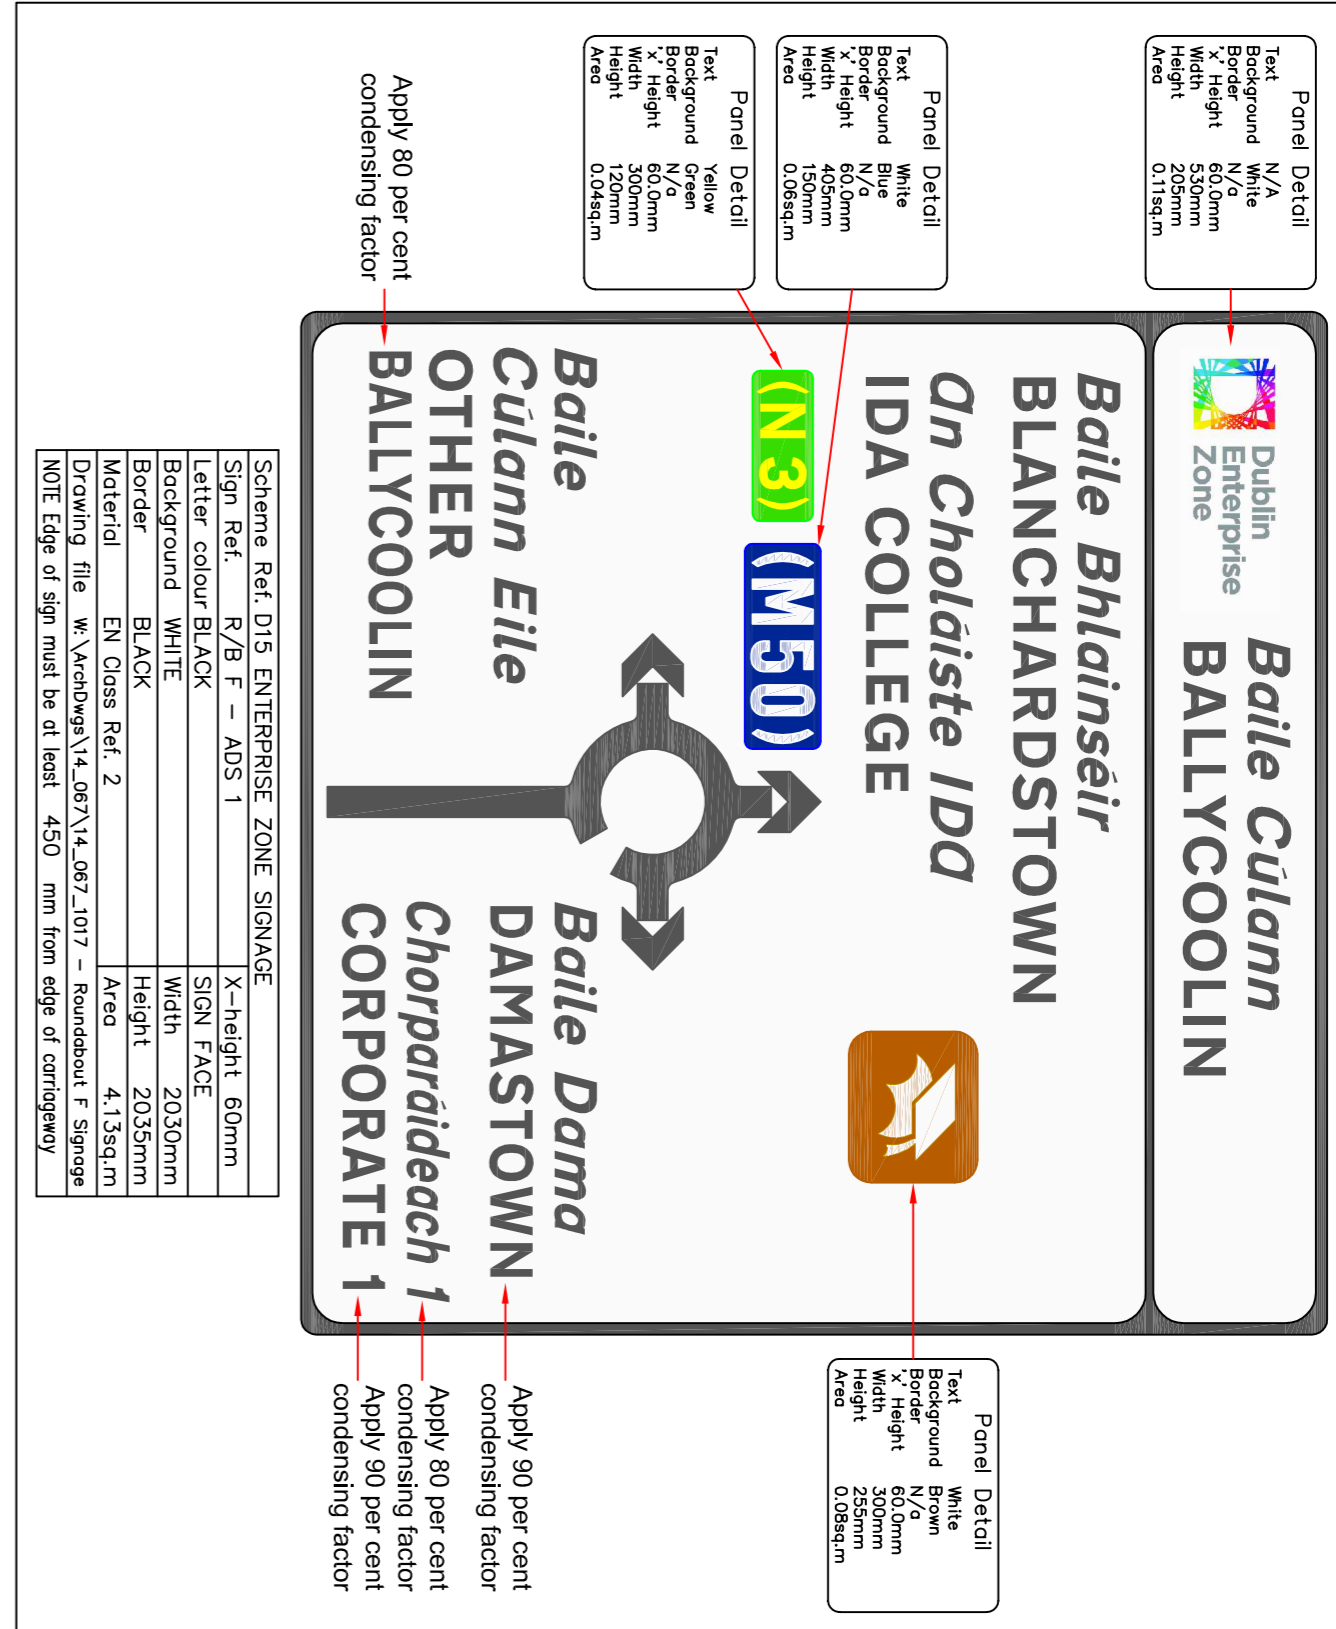 Panel Detail
Text N/A
Background White
Border N/a
'x' Height 60.0mm
Width 530mm
Height 205mm
Area 0.11sq.m
Panel Detail
Text White
Background Blue
Border N/a
'x' Height 60.0mm
Width 405mm
Height 150mm
Area 0.06sq.m
Panel Detail
Text Yellow
Background Green
Border N/a
'x' Height 60.0mm
Width 300mm
Height 120mm
Area 0.04sq.m
Apply 80 per cent
condensing factor
Dublin
Enterprise
Zone
Baile Cúlann
BALLYCOOLIN
Baile Bhlainséir
BLANCHARDSTOWN
an Choláiste IDa
IDA COLLEGE
(N 3)
(M 50)
Baile
Cúlann Eile
OTHER
BALLYCOOLIN
Baile Dama
DAMASTOWN
Chorparáideach 1
CORPORATE 1
Panel Detail
Text White
Background Brown
Border N/a
'x' Height 60.0mm
Width 300mm
Height 255mm
Area 0.08sq.m
Apply 90 per cent
condensing factor
Apply 80 per cent
condensing factor
Apply 90 per cent
condensing factor
Scheme Ref. D15 ENTERPRISE ZONE SIGNAGE
Sign Ref. R/B F - ADS 1 X-height 60mm
Letter colour BLACK SIGN FACE
Background WHITE Width 2030mm
Border BLACK Height 2035mm
Material EN Class Ref. 2 Area 4.13sq.m
Drawing file W:\ArchDwgs\14_067\14_067_1017 - Roundabout F Signage
NOTE Edge of sign must be at least 450 mm from edge of carriageway